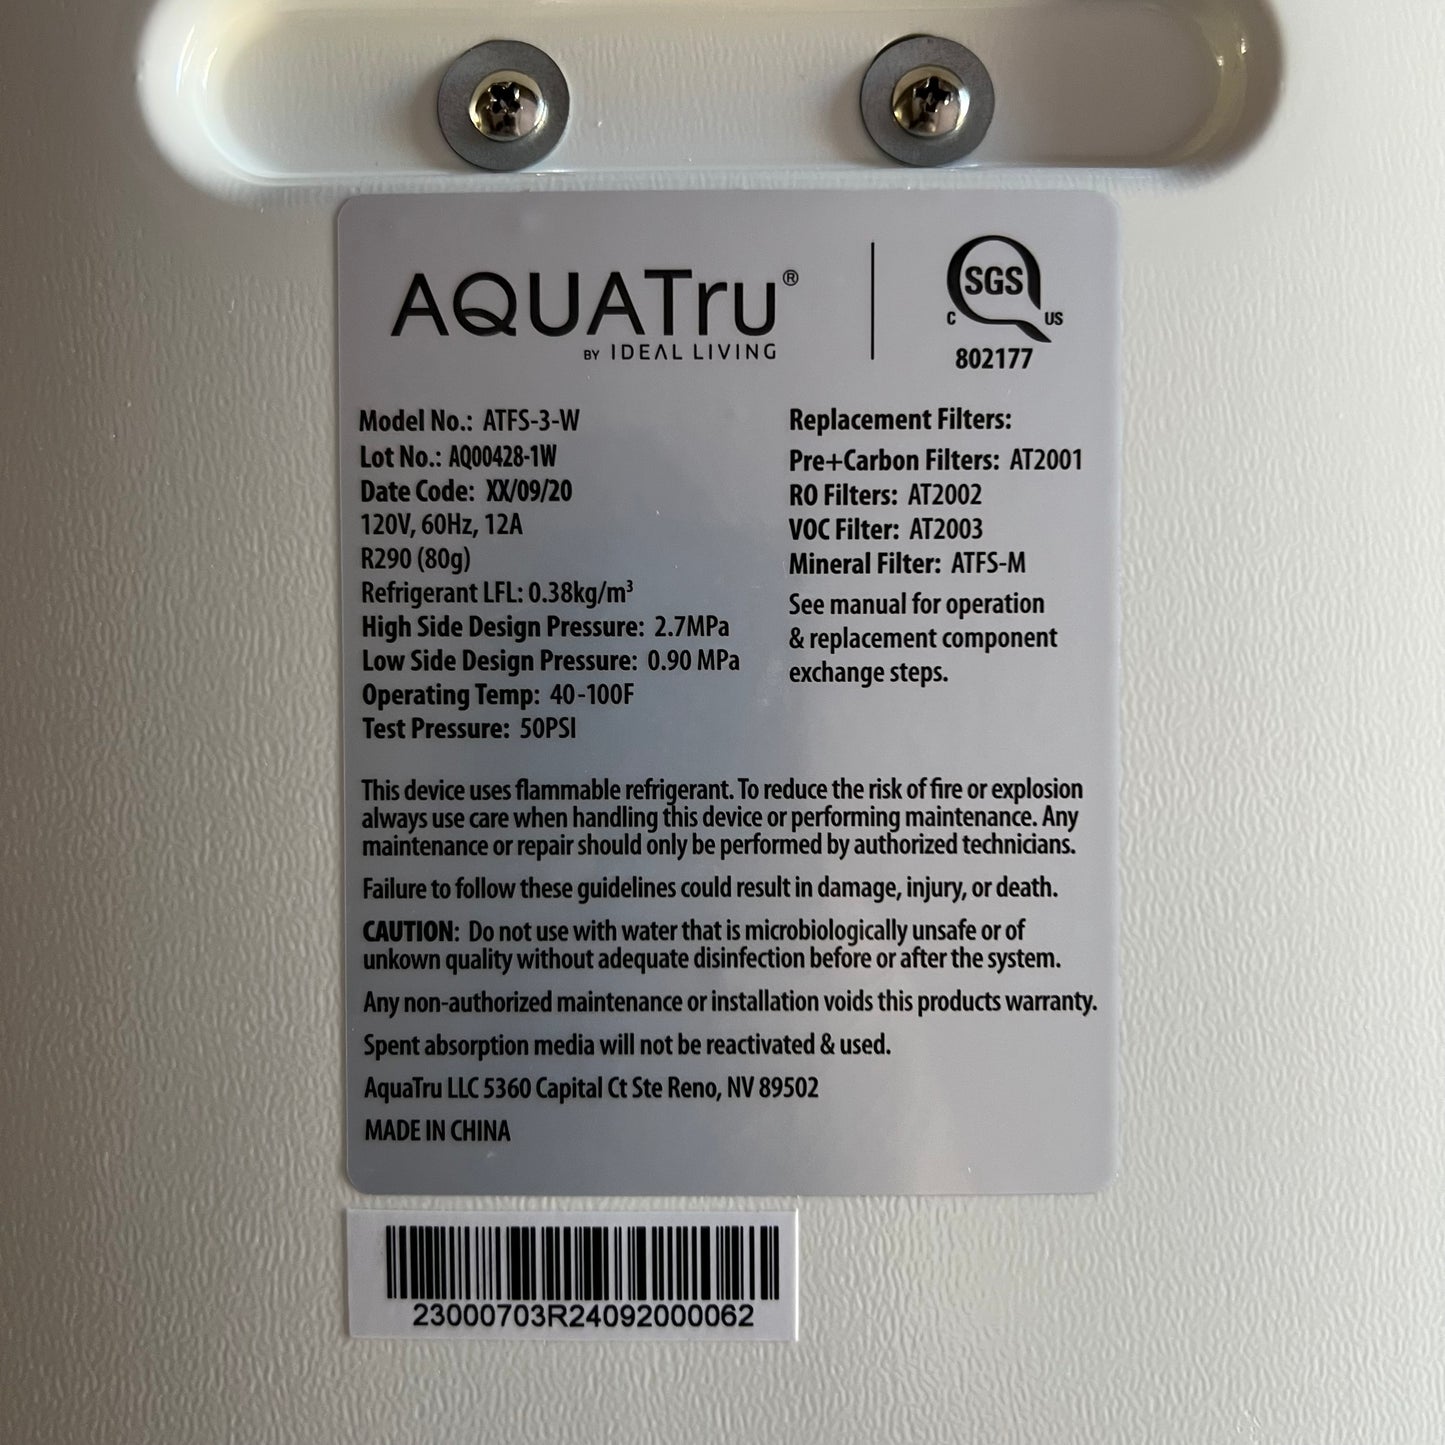 AQUATru®
BY IDEAL LIVING
SGS
C US
802177
Model No.: ATFS-3-W
Lot No.: AQ00428-1W
Date Code: XX/09/20
120V, 60Hz, 12A
R290 (80g)
Refrigerant LFL: 0.38kg/m³
High Side Design Pressure: 2.7MPa
Low Side Design Pressure: 0.90 MPa
Operating Temp: 40-100F
Test Pressure: 50PSI
Replacement Filters:
Pre+Carbon Filters: AT2001
RO Filters: AT2002
VOC Filter: AT2003
Mineral Filter: ATFS-M
See manual for operation
& replacement component
exchange steps.
This device uses flammable refrigerant. To reduce the risk of fire or explosion
always use care when handling this device or performing maintenance. Any
maintenance or repair should only be performed by authorized technicians.
Failure to follow these guidelines could result in damage, injury, or death.
CAUTION: Do not use with water that is microbiologically unsafe or of
unkown quality without adequate disinfection before or after the system.
Any non-authorized maintenance or installation voids this products warranty.
Spent absorption media will not be reactivated & used.
AquaTru LLC 5360 Capital Ct Ste Reno, NV 89502
MADE IN CHINA
23000703R24092000062